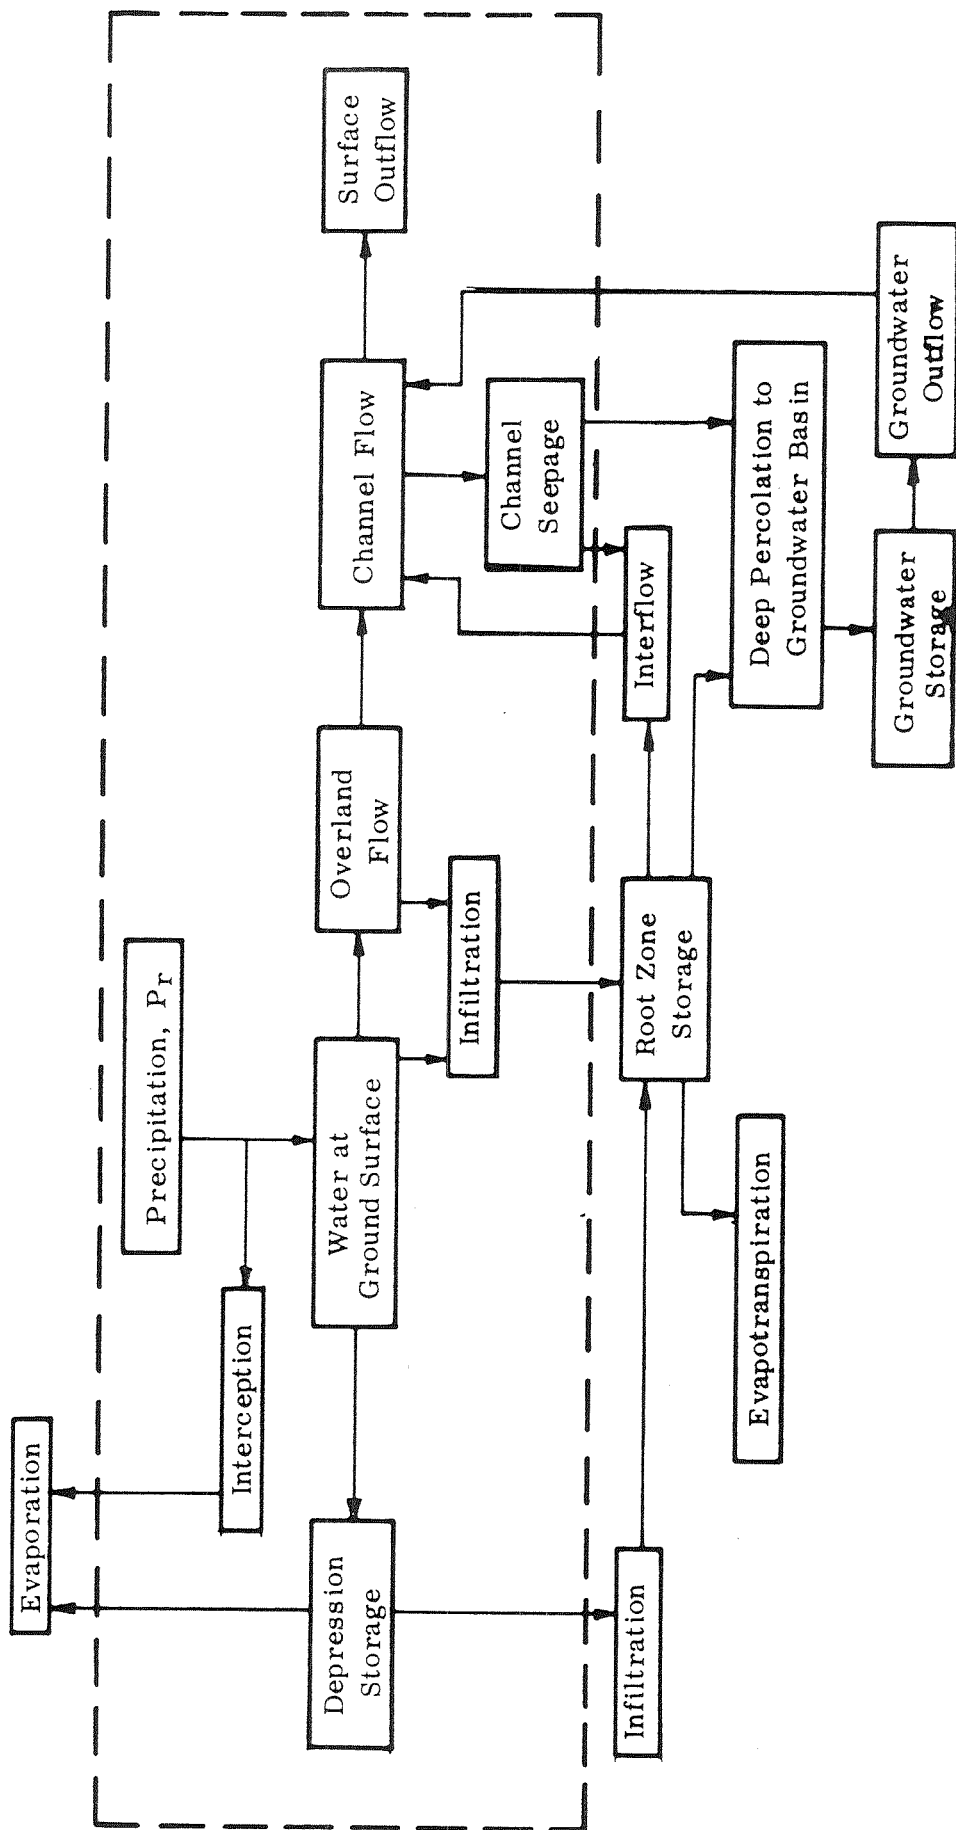 Evaporation
Precipitation, Pr
Interception
Depression
Storage
Water at
Ground Surface
Overland
Flow
Channel Flow
Surface
Outflow
Infiltration
Channel
Seepage
Infiltration
Root Zone
Storage
Interflow
Evapotranspiration
Deep Percolation to
Groundwater Basin
Groundwater
Storage
Groundwater
Outflow